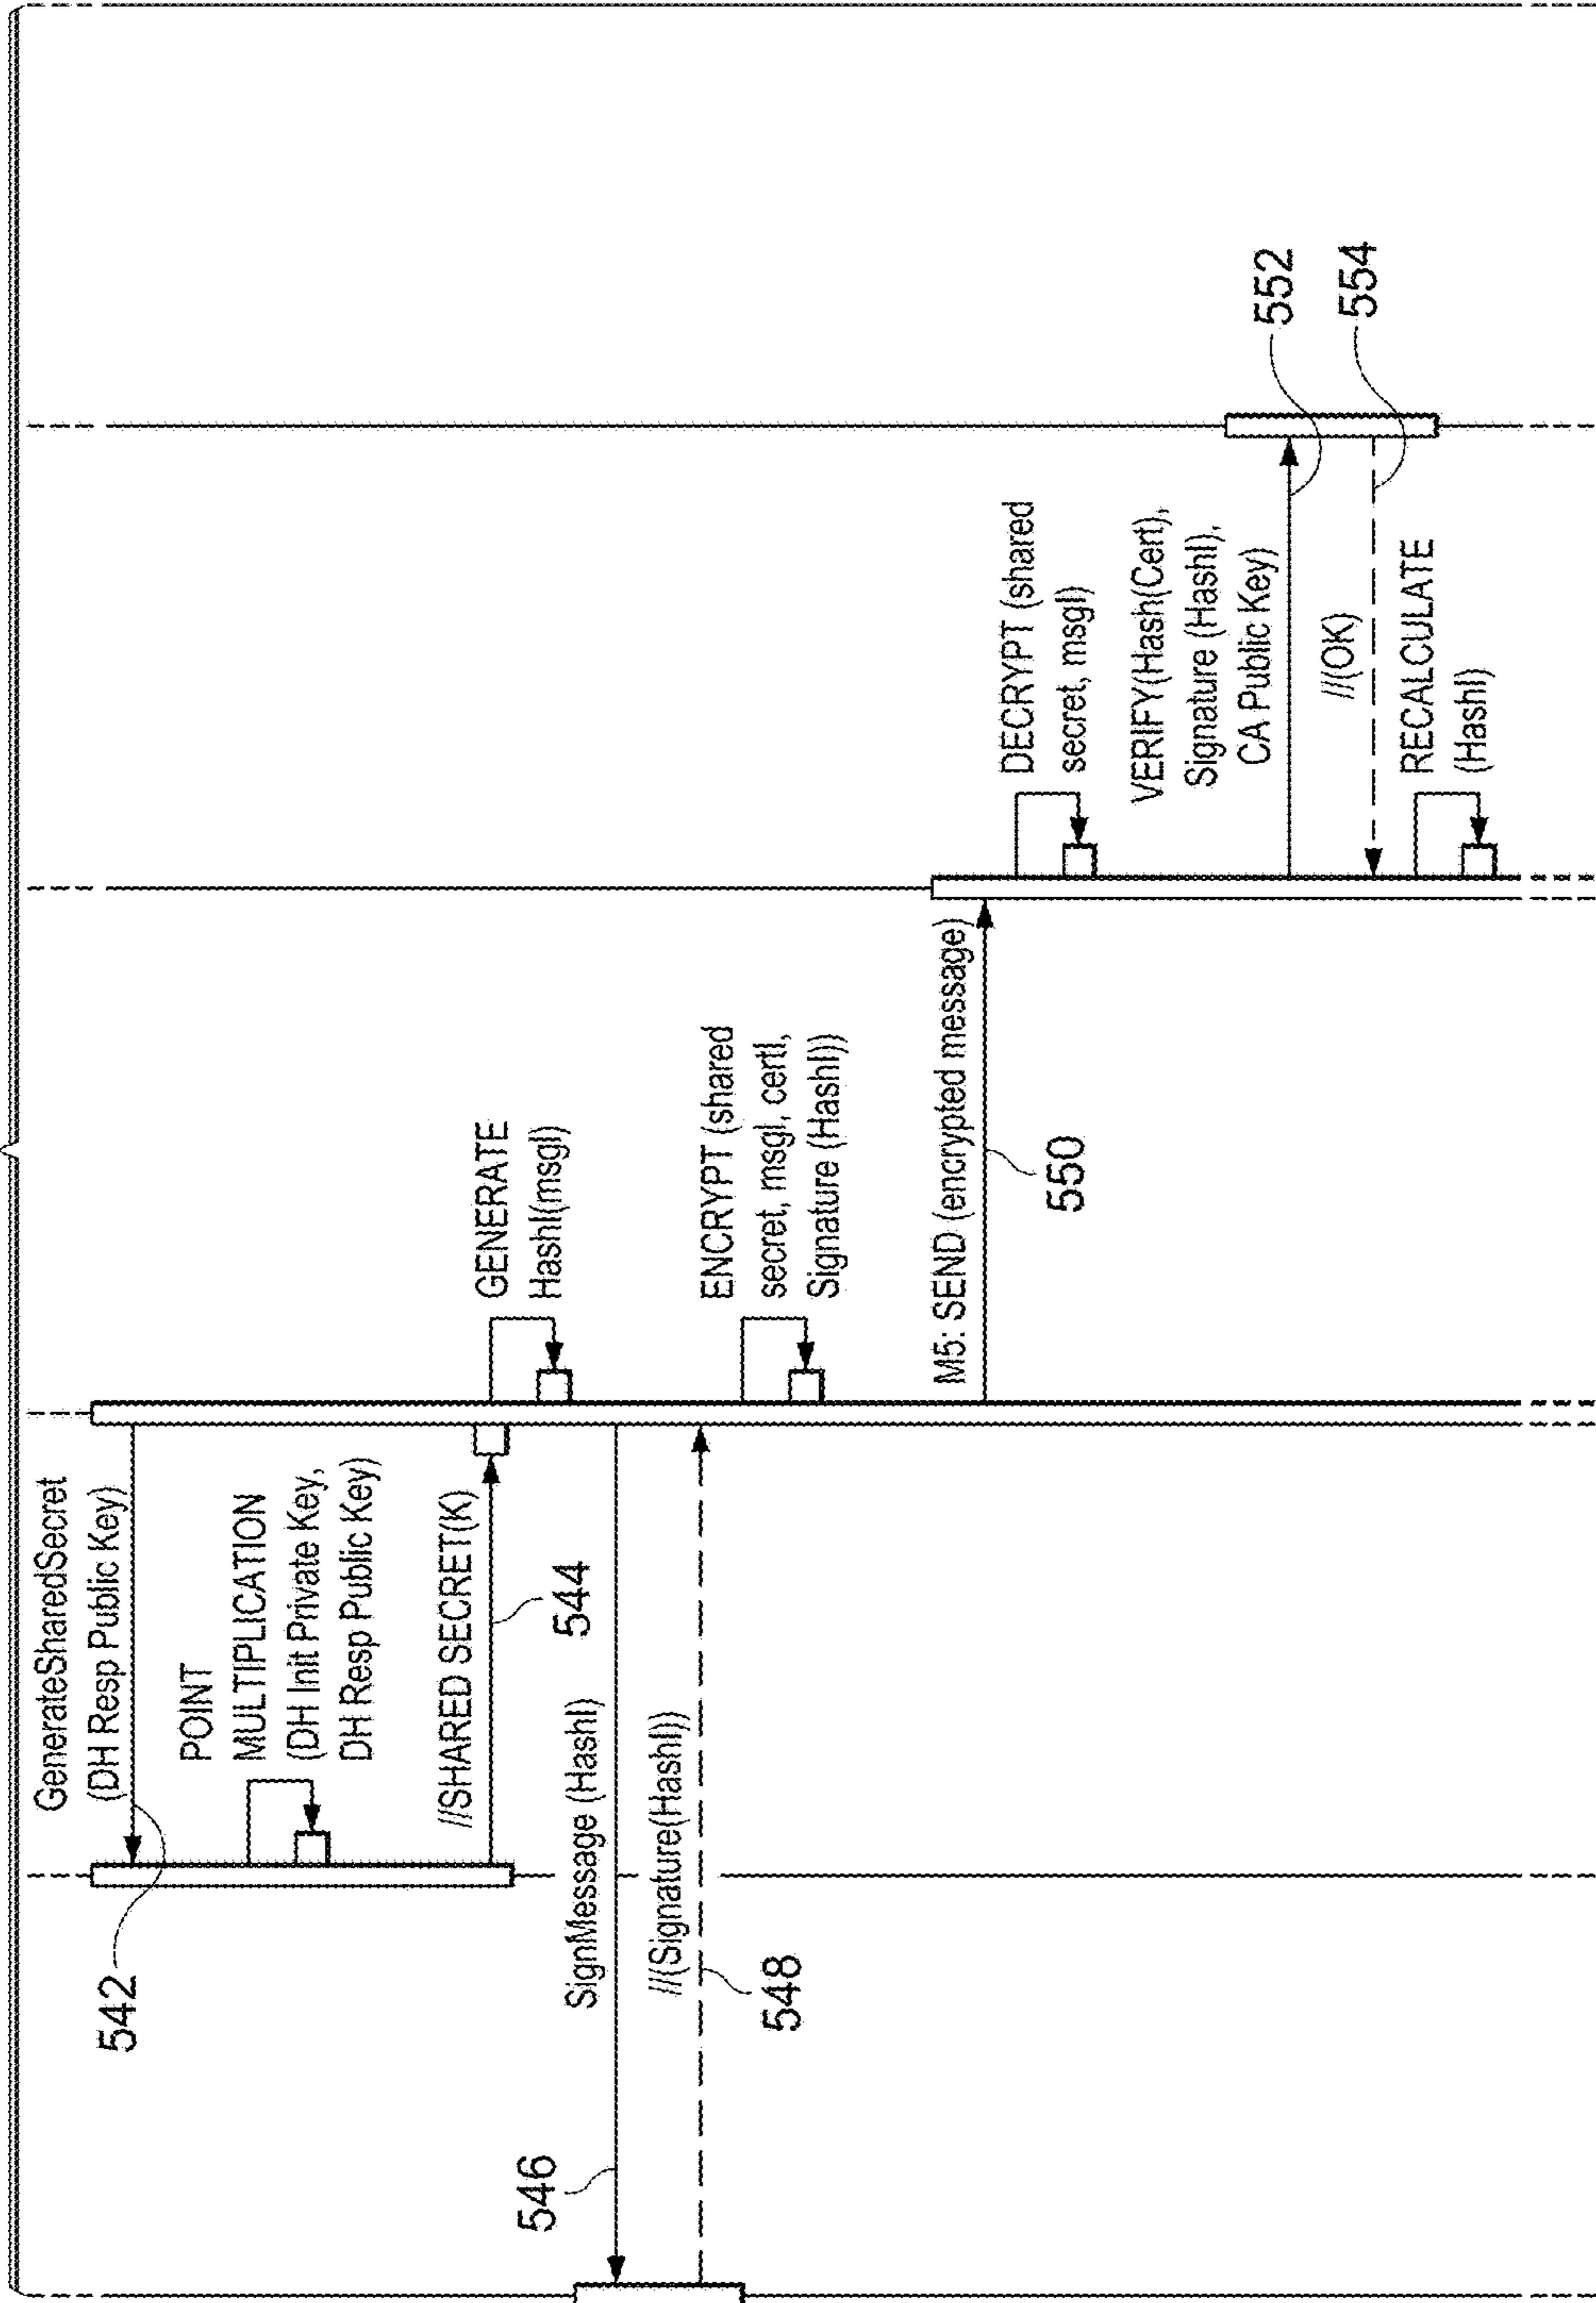 GenerateSharedSecret
(DH Resp Public Key)
542
POINT
MULTIPLICATION
(DH Init Private Key,
DH Resp Public Key)
//SHARED SECRET(K)
544
GENERATE
HashI(msgI)
SignMessage (HashI)
546
//(Signature(HashI))
548
ENCRYPT (shared
secret, msgI, certI,
Signature (HashI))
M5: SEND (encrypted message)
550
DECRYPT (shared
secret, msgI)
VERIFY(Hash(Cert),
Signature (HashI),
CA Public Key)
552
//(OK)
554
RECALCULATE
(HashI)